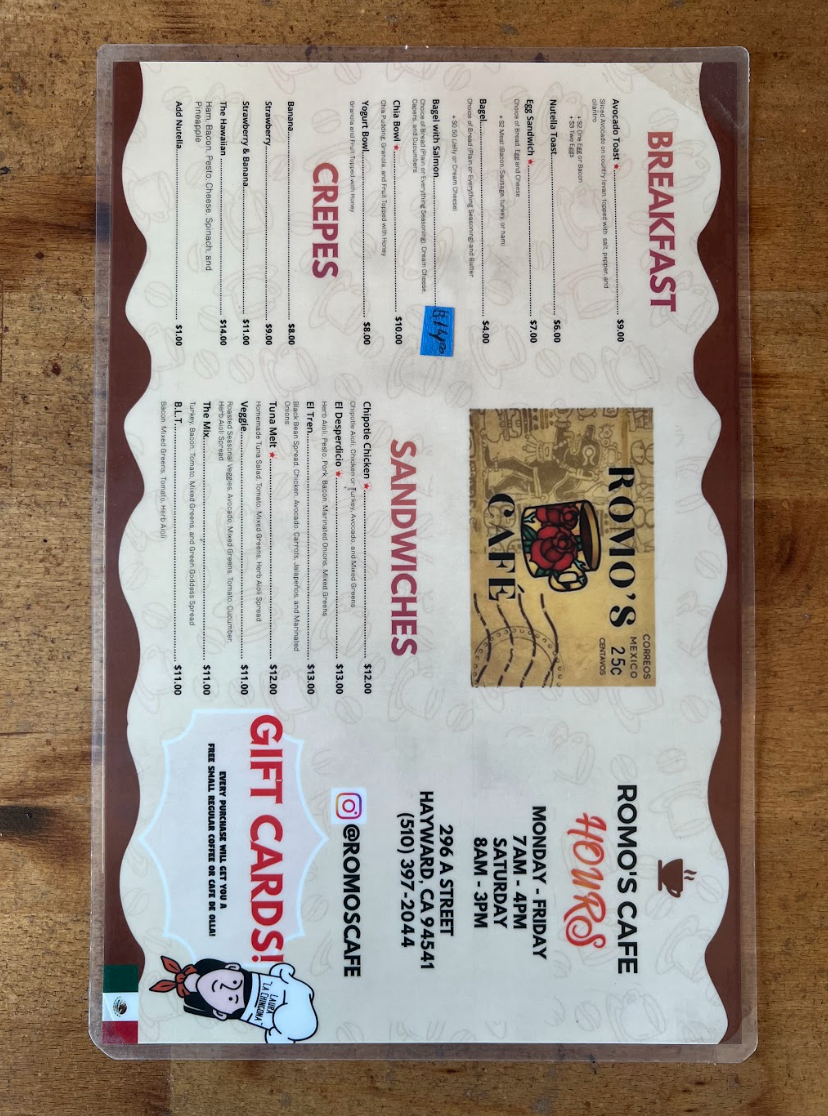 BREAKFAST
Avocado Toast ★ $9.00
Sliced Avocado on country levain topped with salt, pepper, and
cilantro
+ $2 One Egg or Bacon
+ $3 Two Eggs
Nutella Toast $6.00
Egg Sandwich ★ $7.00
Choice of Bread, Egg and Cheese
+ $2 Meat (Bacon, Sausage, Turkey, or Ham)
Bagel $4.00
Choice of Bread (Plain or Everything Seasoning) and Butter
+ $0.50 (Jelly or Cream Cheese)
Bagel with Salmon
Choice of Bread (Plain or Everything Seasoning), Cream Cheese,
Capers, and Cucumbers
Chia Bowl ★ $10.00
Chia Pudding, Granola, and Fruit Topped with Honey
Yogurt Bowl $8.00
Granola and Fruit Topped with Honey
CREPES
Banana $8.00
Strawberry $9.00
Strawberry & Banana $11.00
The Hawaiian $14.00
Ham, Bacon, Pesto, Cheese, Spinach, and
Pineapple
Add Nutella $1.00
ROMO'S
CAFÉ
CORREOS
MEXICO
25c
CENTAVOS
SANDWICHES
Chipotle Chicken ★ $12.00
Chipotle Aioli, Chicken or Turkey, Avocado, and Mixed Greens
El Desperdicio ★ $13.00
Herb Aioli, Pesto, Pork, Bacon, Marinated Onions, Mixed Greens
El Tren $13.00
Black Bean Spread, Chicken, Avocado, Carrots, Jalapeños, and Marinated
Onions
Tuna Melt ★ $12.00
Homemade Tuna Salad, Tomato, Mixed Greens, Herb Aioli Spread
Veggie $11.00
Roasted Seasonal Veggies, Avocado, Mixed Greens, Tomato, Cucumber,
Herb Aioli Spread
The Mix $11.00
Turkey, Bacon, Tomato, Mixed Greens, and Green Goddess Spread
B.L.T. $11.00
Bacon, Mixed Greens, Tomato, Herb Aioli
ROMO'S CAFE
HOURS
MONDAY - FRIDAY
7AM - 4PM
SATURDAY
8AM - 3PM
296 A STREET
HAYWARD, CA 94541
(510) 397-2044
@ROMOSCAFE
GIFT CARDS!
EVERY PURCHASE WILL GET YOU A
FREE SMALL REGULAR COFFEE OR CAFE DE OLLA!
LAURA
"LA CHINGONA"